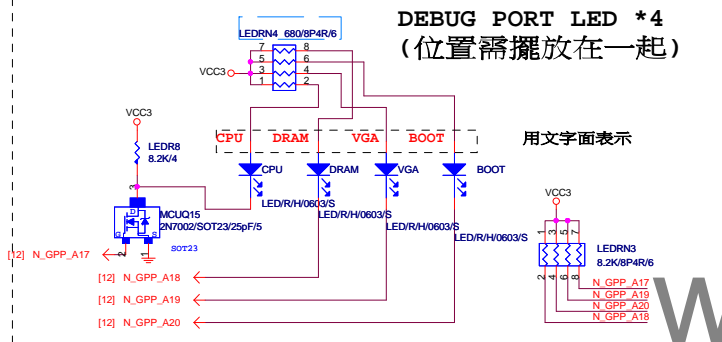 DEBUG PORT LED *4
(位置需擺放在一起)
LEDRN4 680/8P4R/6
7 8
5 6
VCC3 3 4
1 2
VCC3
LEDR8
8.2K/4
CPU DRAM VGA BOOT
用文字面表示
CPU DRAM VGA BOOT
LED/R/H/0603/S
LED/R/H/0603/S
LED/R/H/0603/S
LED/R/H/0603/S
3
D
G S
MCUQ15
2N7002/SOT23/25pF/5
SOT23
2 1
[12] N_GPP_A17
[12] N_GPP_A18
[12] N_GPP_A19
[12] N_GPP_A20
VCC3
1 3 5 7
LEDRN3
8.2K/8P4R/6
2 4 6 8
N_GPP_A17
N_GPP_A19
N_GPP_A20
N_GPP_A18
W